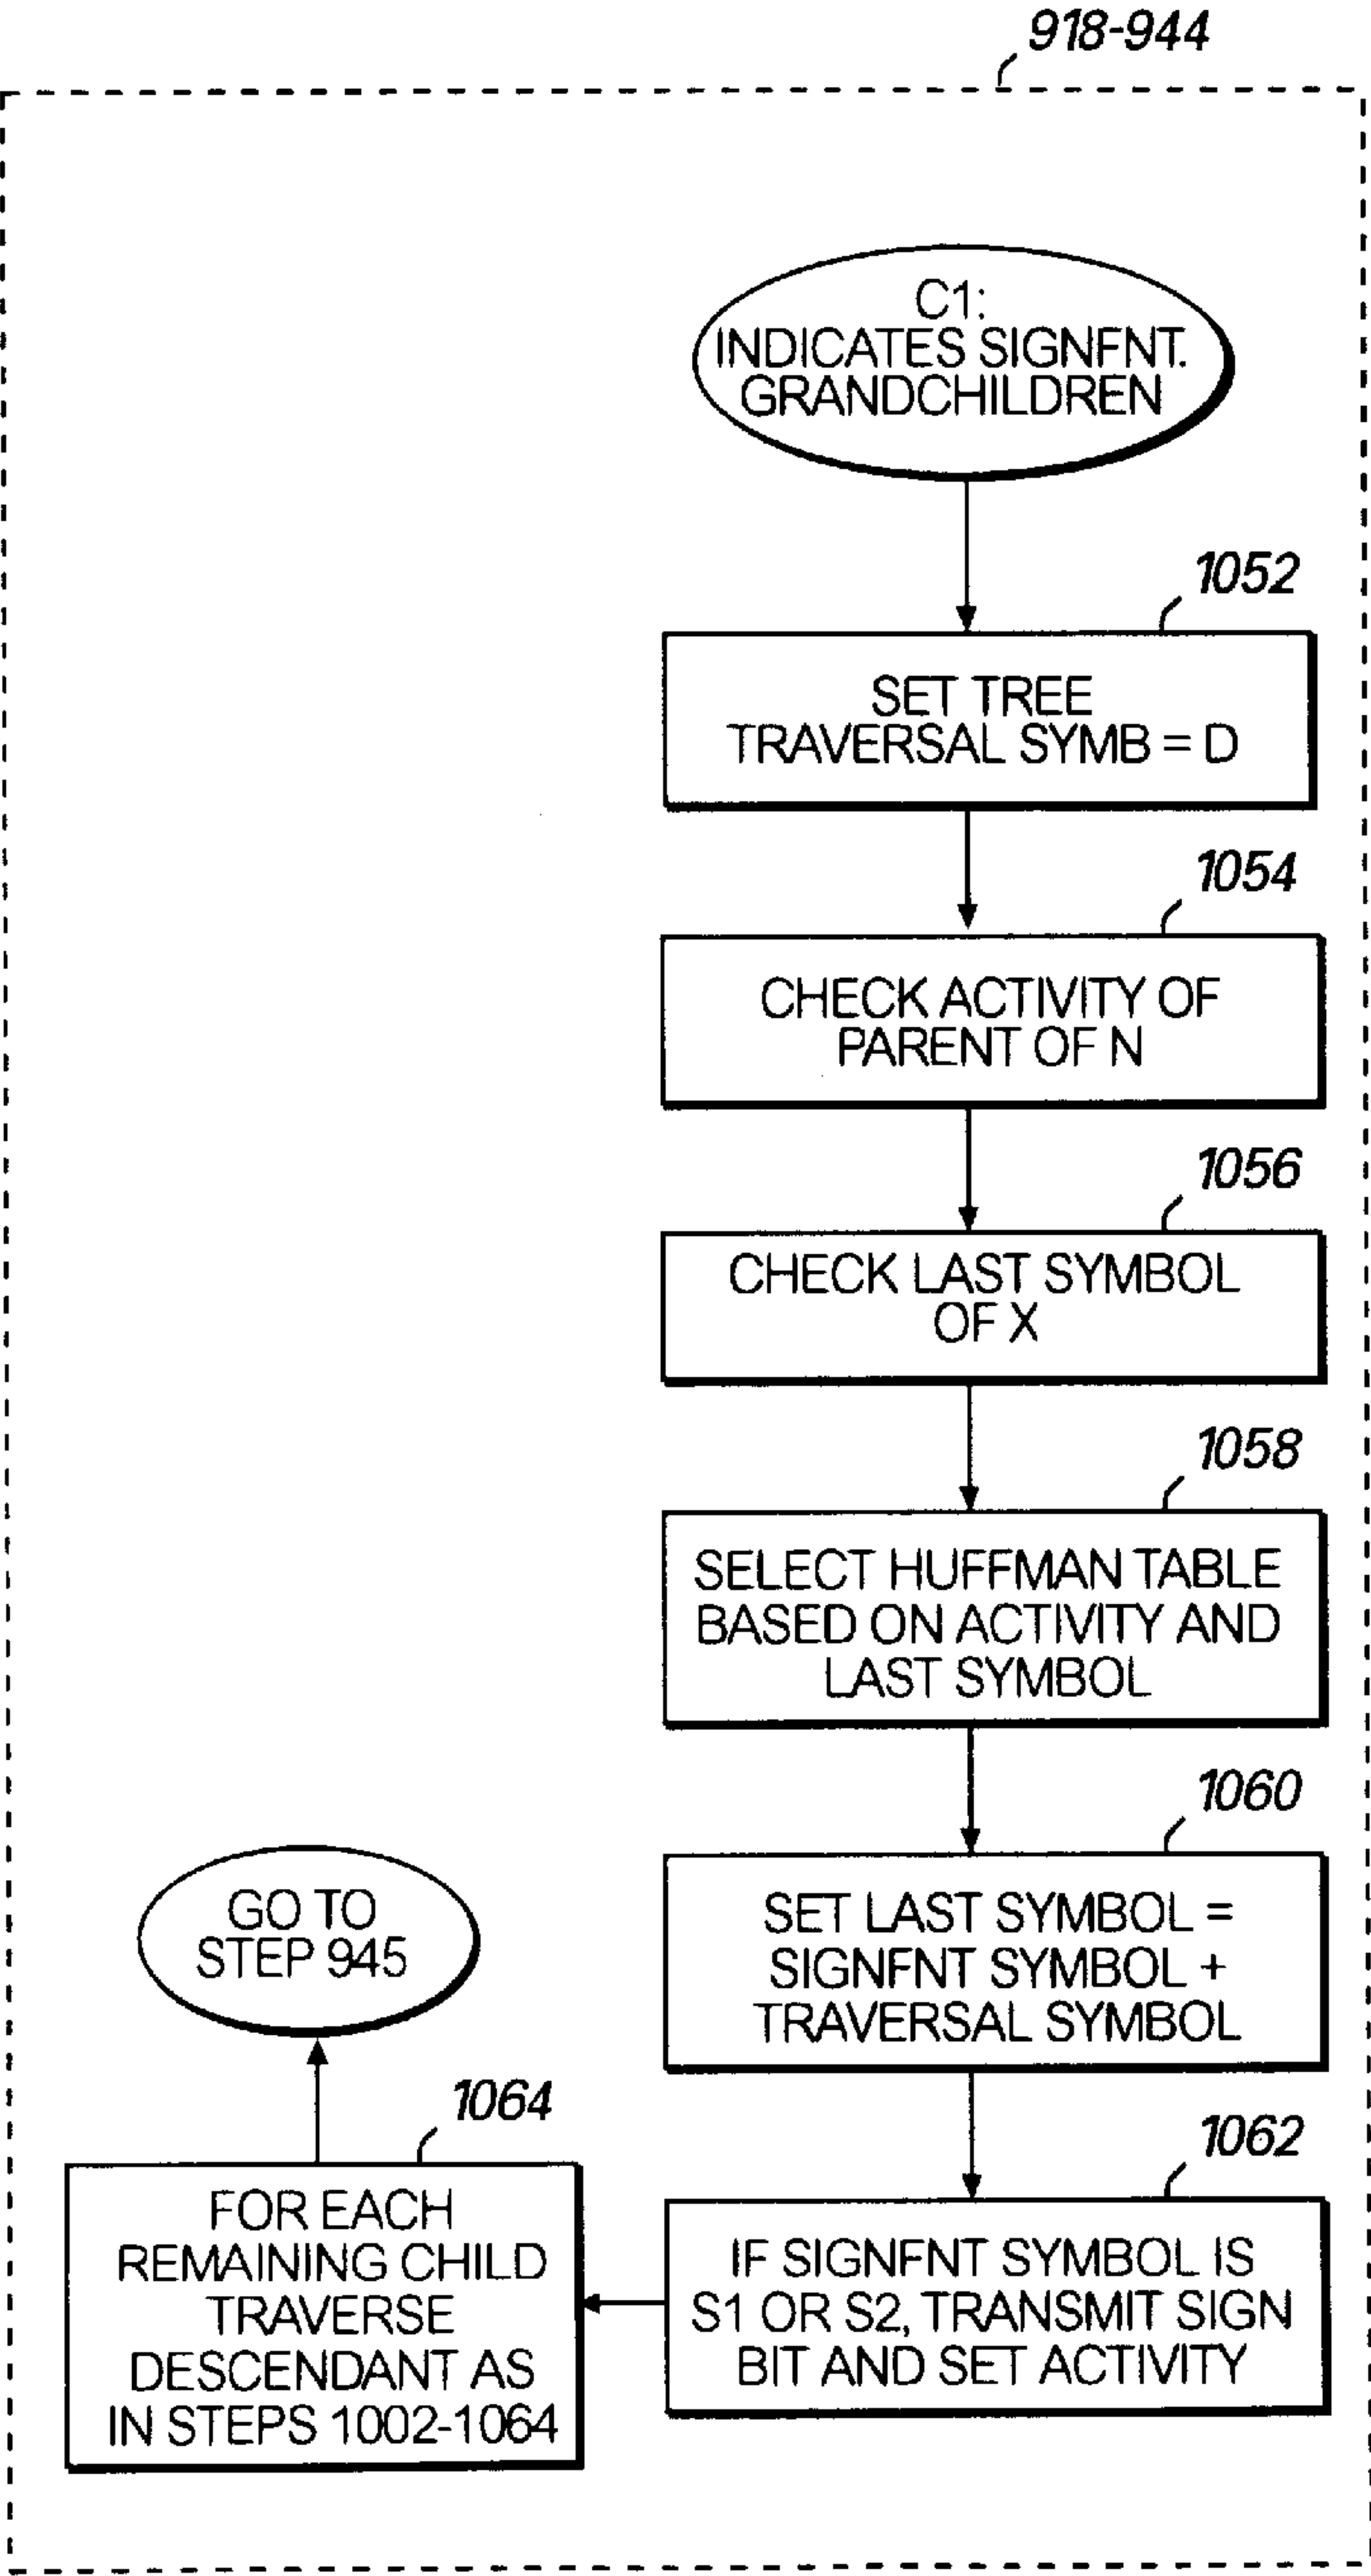 918-944
C1:
INDICATES SIGNFNT.
GRANDCHILDREN
1052
SET TREE
TRAVERSAL SYMB = D
1054
CHECK ACTIVITY OF
PARENT OF N
1056
CHECK LAST SYMBOL
OF X
1058
SELECT HUFFMAN TABLE
BASED ON ACTIVITY AND
LAST SYMBOL
1060
SET LAST SYMBOL =
SIGNFNT SYMBOL +
TRAVERSAL SYMBOL
1062
IF SIGNFNT SYMBOL IS
S1 OR S2, TRANSMIT SIGN
BIT AND SET ACTIVITY
1064
FOR EACH
REMAINING CHILD
TRAVERSE
DESCENDANT AS
IN STEPS 1002-1064
GO TO
STEP 945